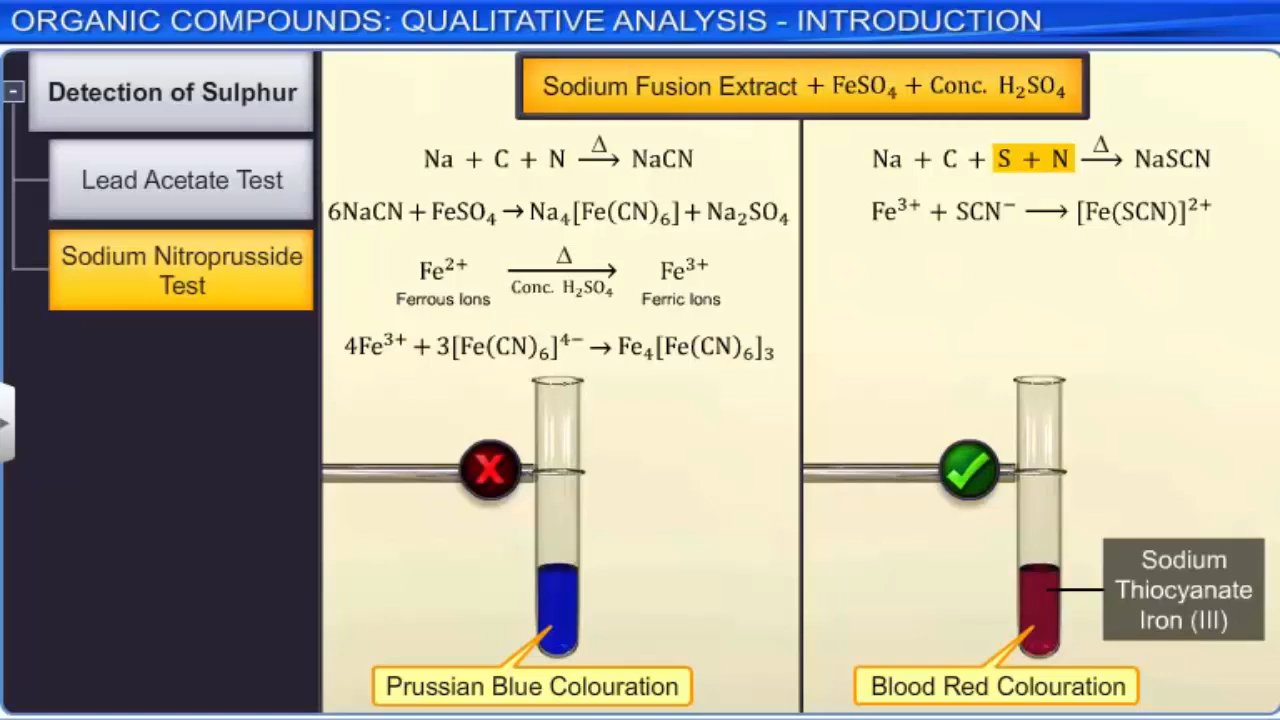 ORGANIC COMPOUNDS: QUALITATIVE ANALYSIS - INTRODUCTION
-
Detection of Sulphur
Lead Acetate Test
Sodium Nitroprusside
Test
Sodium Fusion Extract + FeSO₄ + Conc. H₂SO₄
Na + C + N —Δ→ NaCN
6NaCN + FeSO₄ → Na₄[Fe(CN)₆] + Na₂SO₄
Fe²⁺ —Δ→ Fe³⁺
Conc. H₂SO₄
Ferrous Ions Ferric Ions
4Fe³⁺ + 3[Fe(CN)₆]⁴⁻ → Fe₄[Fe(CN)₆]₃
X
Prussian Blue Colouration
Na + C + S + N —Δ→ NaSCN
Fe³⁺ + SCN⁻ ⟶ [Fe(SCN)]²⁺
Sodium
Thiocyanate
Iron (III)
Blood Red Colouration